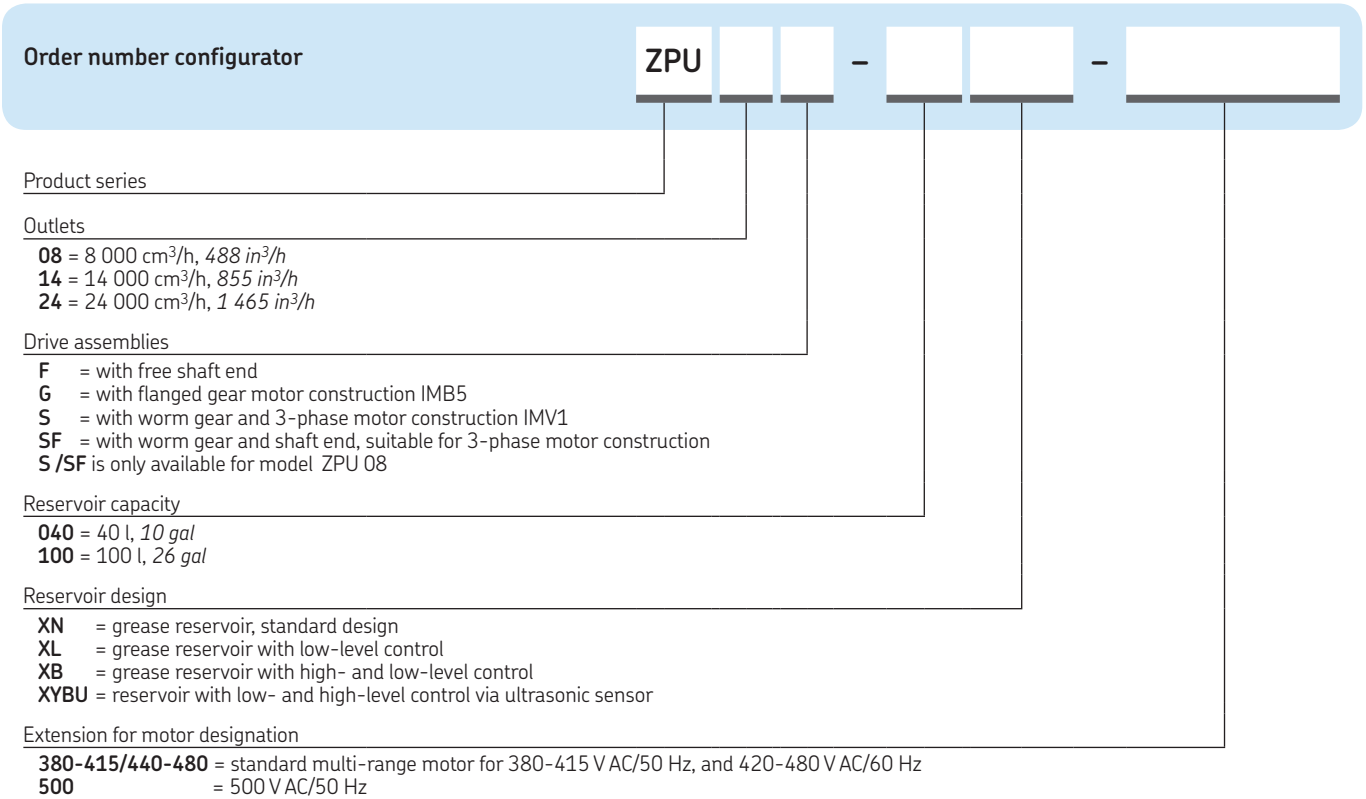 Order number configurator ZPU – –
Product series
Outlets
08 = 8 000 cm³/h, 488 in³/h
14 = 14 000 cm³/h, 855 in³/h
24 = 24 000 cm³/h, 1 465 in³/h
Drive assemblies
F = with free shaft end
G = with flanged gear motor construction IMB5
S = with worm gear and 3-phase motor construction IMV1
SF = with worm gear and shaft end, suitable for 3-phase motor construction
S /SF is only available for model ZPU 08
Reservoir capacity
040 = 40 l, 10 gal
100 = 100 l, 26 gal
Reservoir design
XN = grease reservoir, standard design
XL = grease reservoir with low-level control
XB = grease reservoir with high- and low-level control
XYBU = reservoir with low- and high-level control via ultrasonic sensor
Extension for motor designation
380-415/440-480 = standard multi-range motor for 380-415 V AC/50 Hz, and 420-480 V AC/60 Hz
500 = 500 V AC/50 Hz